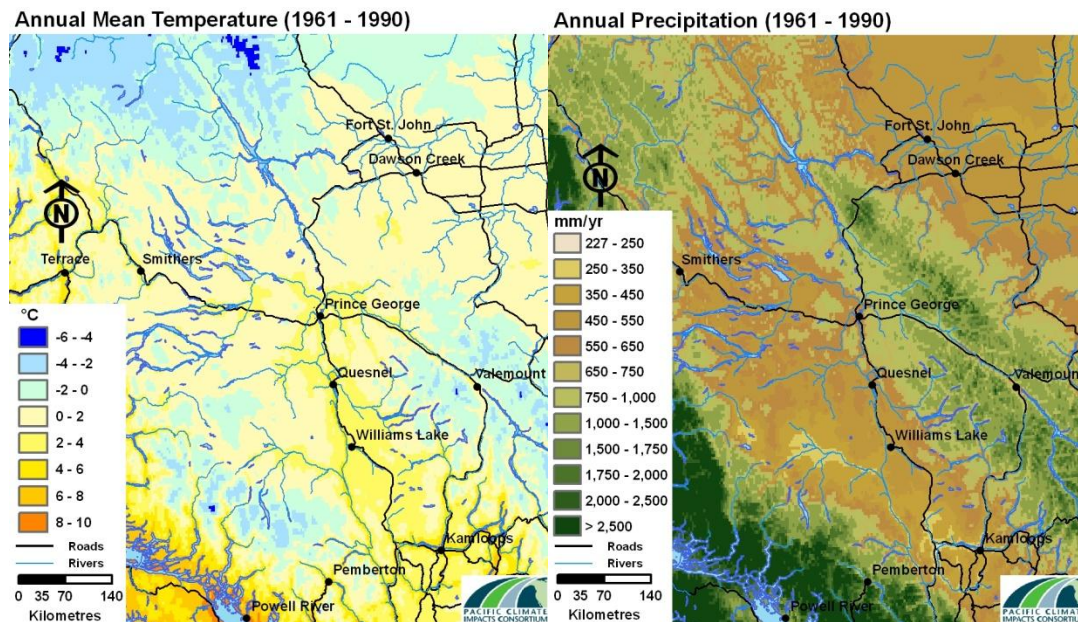 Annual Mean Temperature (1961 - 1990)
Fort St. John
Dawson Creek
N
Terrace
Smithers
Prince George
Quesnel
Valemount
Williams Lake
Kamloops
Pemberton
Powell River
°C
-6 - -4
-4 - -2
-2 - 0
0 - 2
2 - 4
4 - 6
6 - 8
8 - 10
Roads
Rivers
0 35 70 140
Kilometres
PACIFIC CLIMATE
IMPACTS CONSORTIUM
Annual Precipitation (1961 - 1990)
Fort St. John
Dawson Creek
N
Smithers
Prince George
Quesnel
Valemount
Williams Lake
Kamloops
Pemberton
Powell River
mm/yr
227 - 250
250 - 350
350 - 450
450 - 550
550 - 650
650 - 750
750 - 1,000
1,000 - 1,500
1,500 - 1,750
1,750 - 2,000
2,000 - 2,500
> 2,500
Roads
Rivers
0 35 70 140
Kilometres
PACIFIC CLIMATE
IMPACTS CONSORTIUM